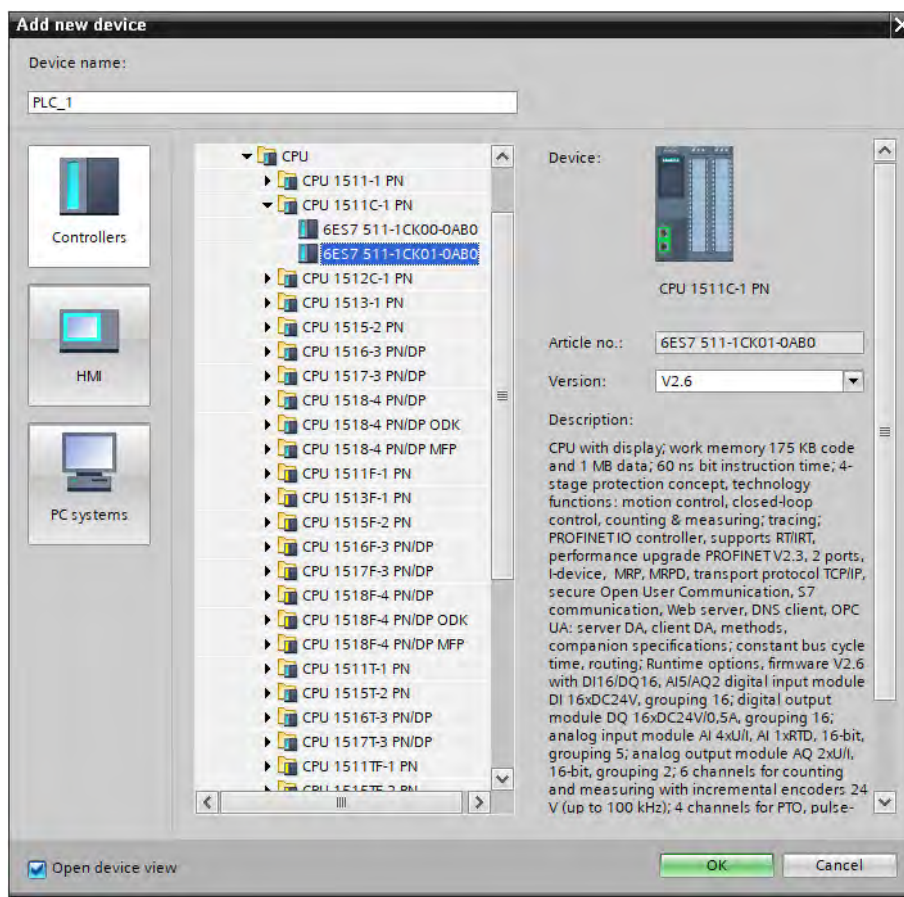 Add new device
Device name:
PLC_1
Controllers
HMI
PC systems
CPU
CPU 1511-1 PN
CPU 1511C-1 PN
6ES7 511-1CK00-0AB0
6ES7 511-1CK01-0AB0
CPU 1512C-1 PN
CPU 1513-1 PN
CPU 1515-2 PN
CPU 1516-3 PN/DP
CPU 1517-3 PN/DP
CPU 1518-4 PN/DP
CPU 1518-4 PN/DP ODK
CPU 1518-4 PN/DP MFP
CPU 1511F-1 PN
CPU 1513F-1 PN
CPU 1515F-2 PN
CPU 1516F-3 PN/DP
CPU 1517F-3 PN/DP
CPU 1518F-4 PN/DP
CPU 1518F-4 PN/DP ODK
CPU 1518F-4 PN/DP MFP
CPU 1511T-1 PN
CPU 1515T-2 PN
CPU 1516T-3 PN/DP
CPU 1517T-3 PN/DP
CPU 1511TF-1 PN
CPU 1515TF-2 PN
Device:
CPU 1511C-1 PN
Article no.:
6ES7 511-1CK01-0AB0
Version:
V2.6
Description:
CPU with display; work memory 175 KB code
and 1 MB data; 60 ns bit instruction time; 4-
stage protection concept, technology
functions: motion control, closed-loop
control, counting & measuring; tracing;
PROFINET IO controller, supports RT/IRT,
performance upgrade PROFINET V2.3, 2 ports,
I-device, MRP, MRPD, transport protocol TCP/IP,
secure Open User Communication, S7
communication, Web server, DNS client, OPC
UA: server DA, client DA, methods,
companion specifications; constant bus cycle
time, routing; Runtime options, firmware V2.6
with DI16/DQ16, AI5/AQ2 digital input module
DI 16xDC24V, grouping 16; digital output
module DQ 16xDC24V/0,5A, grouping 16;
analog input module AI 4xU/I, AI 1xRTD, 16-bit,
grouping 5; analog output module AQ 2xU/I,
16-bit, grouping 2; 6 channels for counting
and measuring with incremental encoders 24
V (up to 100 kHz); 4 channels for PTO, pulse-
Open device view
OK
Cancel